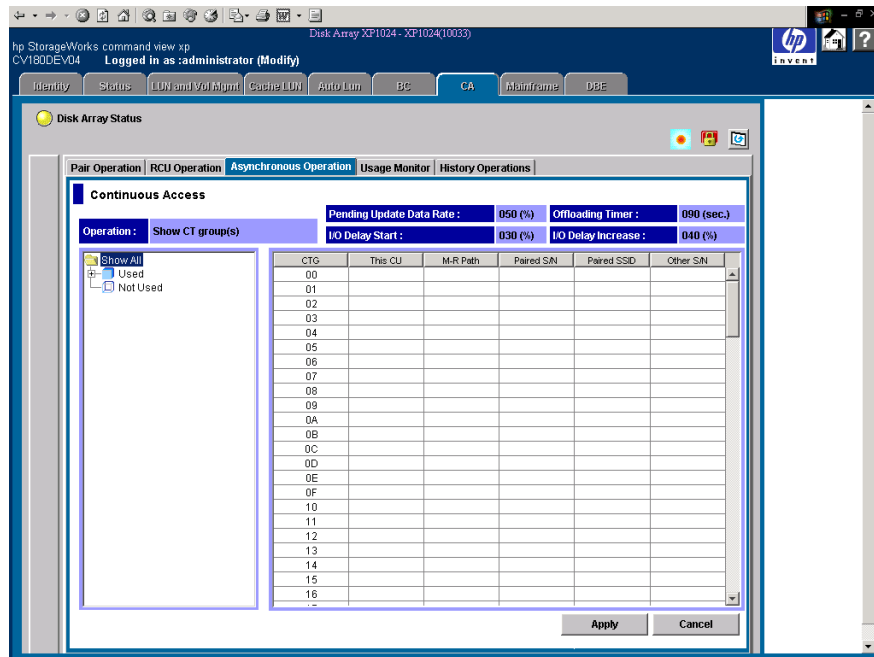 Disk Array XP1024 - XP1024(10033)
hp StorageWorks command view xp
CV180DEV04 Logged in as :administrator (Modify)
hp
invent
?
Identity Status LUN and Vol Mgmt Cache LUN Auto Lun BC CA Mainframe DBE
Disk Array Status
Pair Operation RCU Operation Asynchronous Operation Usage Monitor History Operations
Continuous Access
Pending Update Data Rate : 050 (%) Offloading Timer : 090 (sec.)
Operation : Show CT group(s) I/O Delay Start : 030 (%) I/O Delay Increase : 040 (%)
Show All
Used
Not Used
CTG This CU M-R Path Paired S/N Paired SSID Other S/N
00
01
02
03
04
05
06
07
08
09
0A
0B
0C
0D
0E
0F
10
11
12
13
14
15
16
Apply Cancel